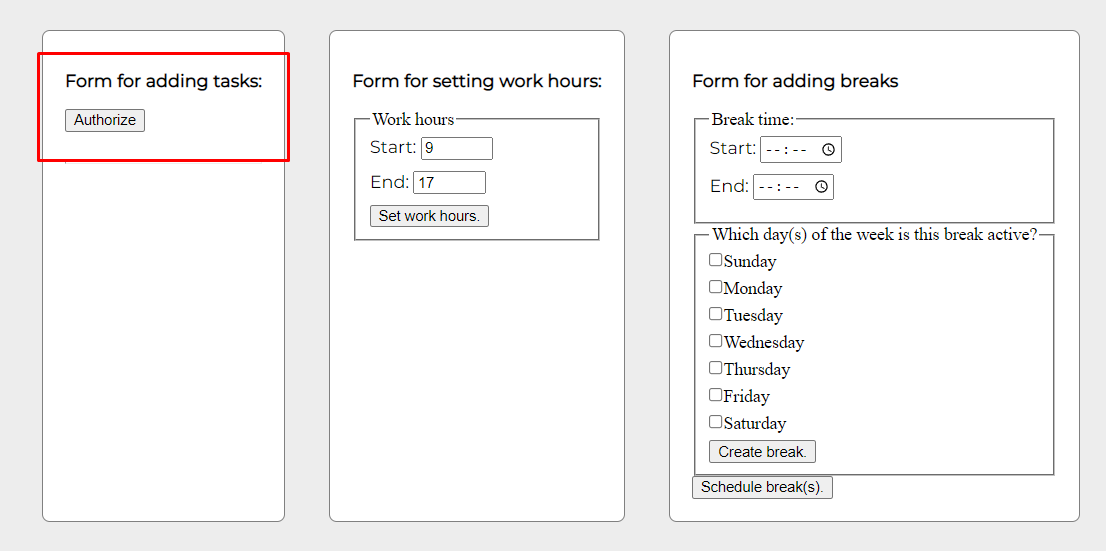 Form for adding tasks:
Authorize
Form for setting work hours:
Work hours
Start: 9
End: 17
Set work hours.
Form for adding breaks
Break time:
Start: --:--
End: --:--
Which day(s) of the week is this break active?
Sunday
Monday
Tuesday
Wednesday
Thursday
Friday
Saturday
Create break.
Schedule break(s).